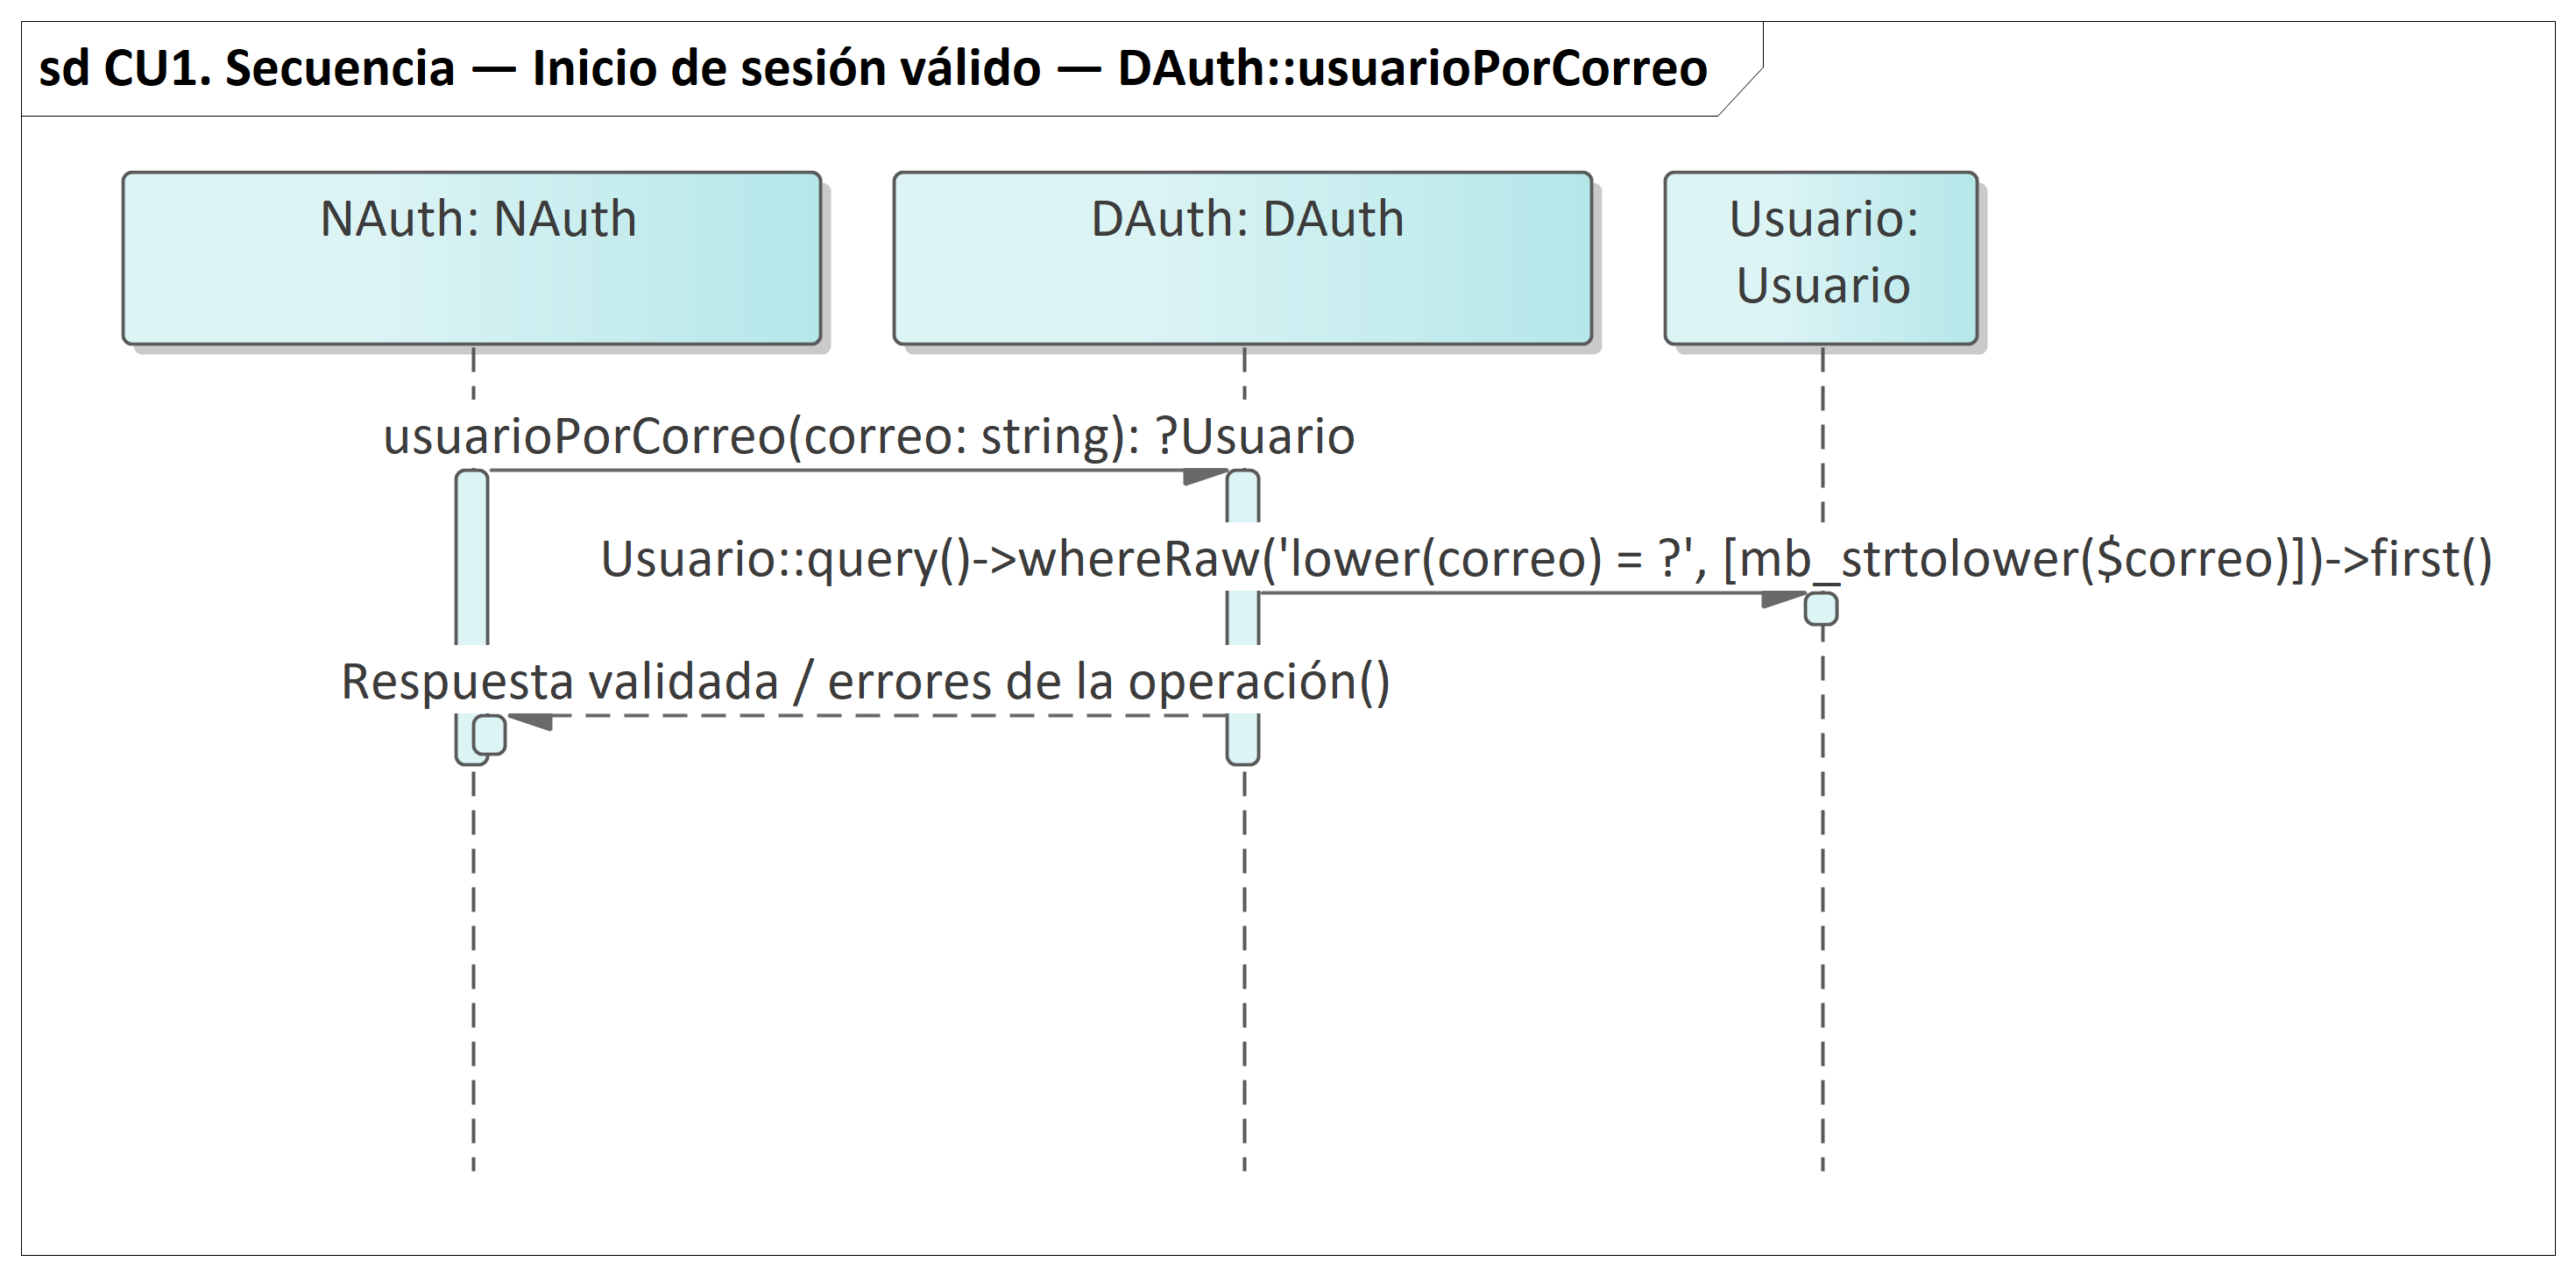 sd CU1. Secuencia — Inicio de sesión válido — DAuth::usuarioPorCorreo
NAuth: NAuth
DAuth: DAuth
Usuario:
Usuario
usuarioPorCorreo(correo: string): ?Usuario
Usuario::query()->whereRaw('lower(correo) = ?', [mb_strtolower($correo)])->first()
Respuesta validada / errores de la operación()